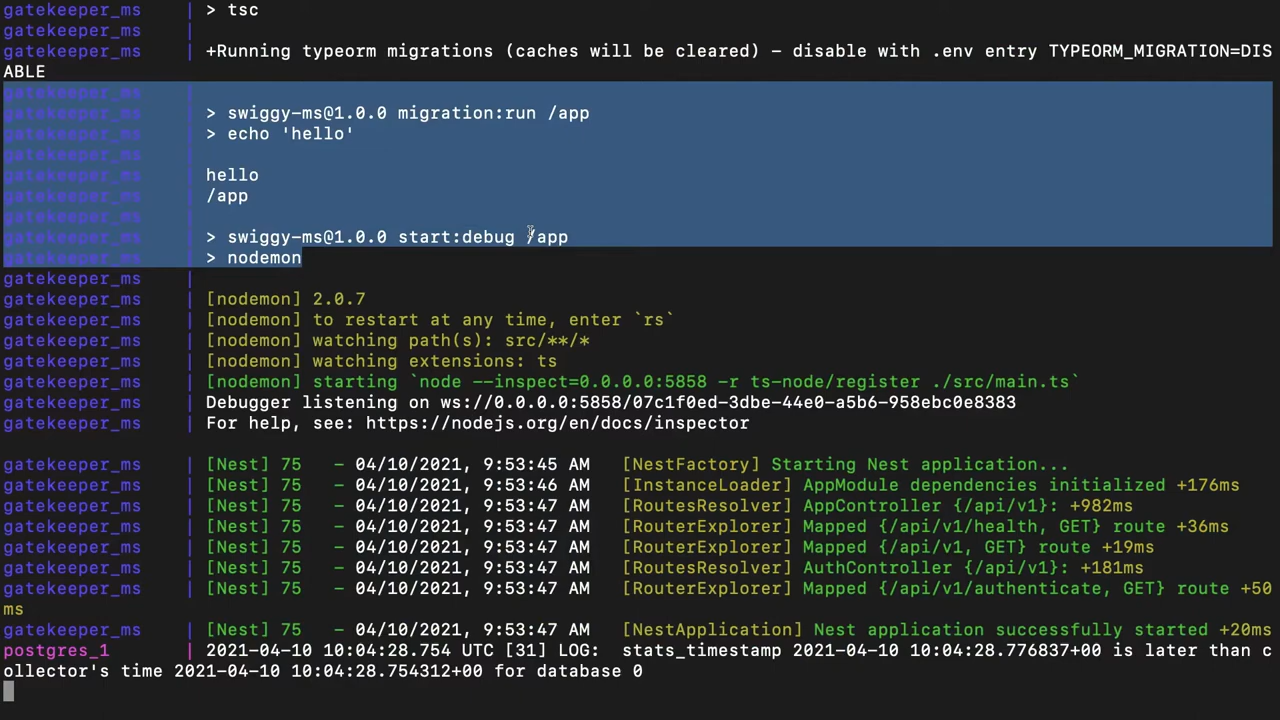 gatekeeper_ms | > tsc
gatekeeper_ms |
gatekeeper_ms | +Running typeorm migrations (caches will be cleared) – disable with .env entry TYPEORM_MIGRATION=DIS
ABLE
gatekeeper_ms |
gatekeeper_ms | > swiggy-ms@1.0.0 migration:run /app
gatekeeper_ms | > echo 'hello'
gatekeeper_ms |
gatekeeper_ms | hello
gatekeeper_ms | /app
gatekeeper_ms |
gatekeeper_ms | > swiggy-ms@1.0.0 start:debug /app
gatekeeper_ms | > nodemon
gatekeeper_ms |
gatekeeper_ms | [nodemon] 2.0.7
gatekeeper_ms | [nodemon] to restart at any time, enter `rs`
gatekeeper_ms | [nodemon] watching path(s): src/**/*
gatekeeper_ms | [nodemon] watching extensions: ts
gatekeeper_ms | [nodemon] starting `node --inspect=0.0.0.0:5858 -r ts-node/register ./src/main.ts`
gatekeeper_ms | Debugger listening on ws://0.0.0.0:5858/07c1f0ed-3dbe-44e0-a5b6-958ebc0e8383
gatekeeper_ms | For help, see: https://nodejs.org/en/docs/inspector
gatekeeper_ms | [Nest] 75 – 04/10/2021, 9:53:45 AM [NestFactory] Starting Nest application...
gatekeeper_ms | [Nest] 75 – 04/10/2021, 9:53:46 AM [InstanceLoader] AppModule dependencies initialized +176ms
gatekeeper_ms | [Nest] 75 – 04/10/2021, 9:53:47 AM [RoutesResolver] AppController {/api/v1}: +982ms
gatekeeper_ms | [Nest] 75 – 04/10/2021, 9:53:47 AM [RouterExplorer] Mapped {/api/v1/health, GET} route +36ms
gatekeeper_ms | [Nest] 75 – 04/10/2021, 9:53:47 AM [RouterExplorer] Mapped {/api/v1, GET} route +19ms
gatekeeper_ms | [Nest] 75 – 04/10/2021, 9:53:47 AM [RoutesResolver] AuthController {/api/v1}: +181ms
gatekeeper_ms | [Nest] 75 – 04/10/2021, 9:53:47 AM [RouterExplorer] Mapped {/api/v1/authenticate, GET} route +50
ms
gatekeeper_ms | [Nest] 75 – 04/10/2021, 9:53:47 AM [NestApplication] Nest application successfully started +20ms
postgres_1 | 2021-04-10 10:04:28.754 UTC [31] LOG: stats_timestamp 2021-04-10 10:04:28.776837+00 is later than c
ollector's time 2021-04-10 10:04:28.754312+00 for database 0